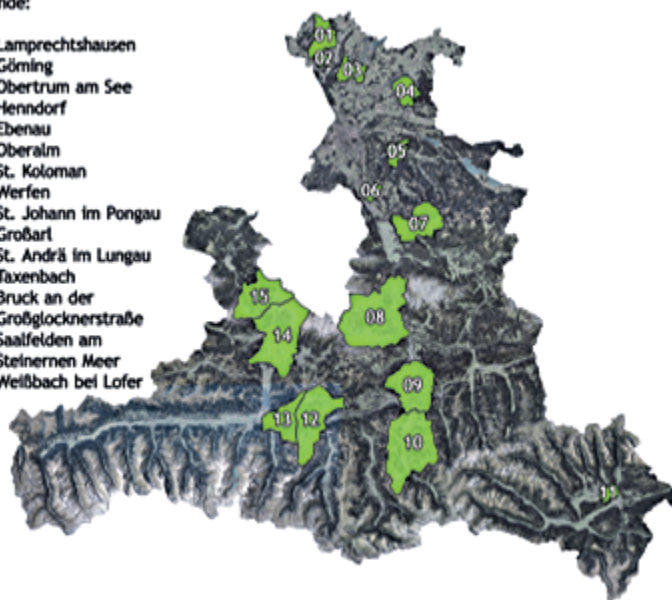 nde:
Lamprechtshausen
Göming
Obertrum am See
Henndorf
Ebenau
Oberalm
St. Koloman
Werfen
St. Johann im Pongau
Großarl
St. Andrä im Lungau
Taxenbach
Bruck an der
Großglocknerstraße
Saalfelden am
Steinernen Meer
Weißbach bei Lofer
01
02
03
04
05
06
07
15
08
14
09
13 12
10
11